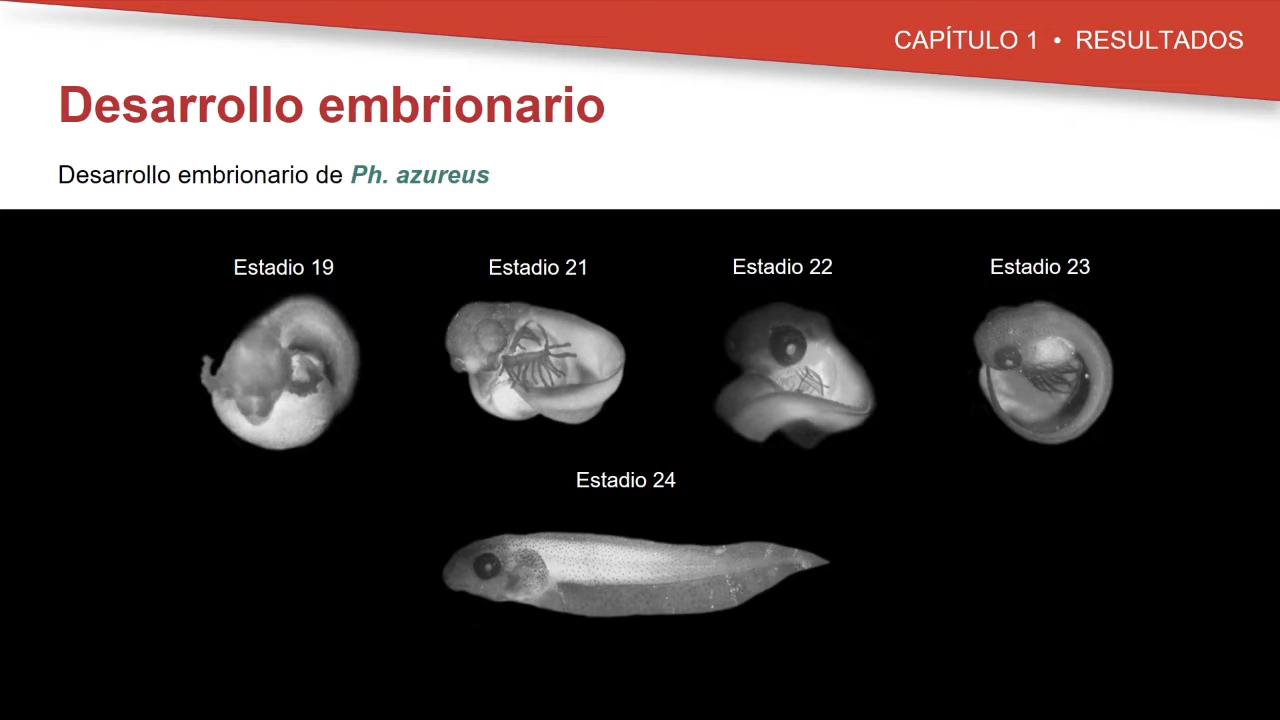 CAPÍTULO 1 • RESULTADOS
Desarrollo embrionario
Desarrollo embrionario de Ph. azureus
Estadio 19
Estadio 21
Estadio 22
Estadio 23
Estadio 24